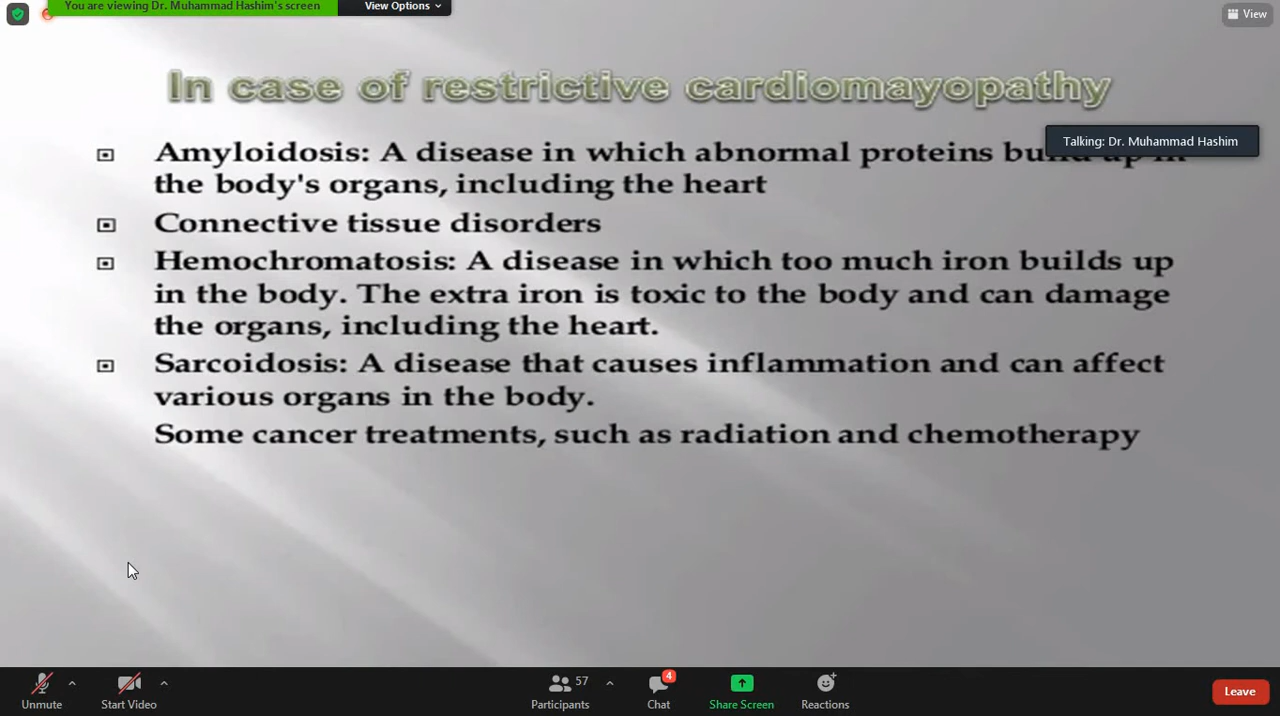 You are viewing Dr. Muhammad Hashim's screen
View Options
View
In case of restrictive cardiomayopathy
Talking: Dr. Muhammad Hashim
Amyloidosis: A disease in which abnormal proteins build up in
the body's organs, including the heart
Connective tissue disorders
Hemochromatosis: A disease in which too much iron builds up
in the body. The extra iron is toxic to the body and can damage
the organs, including the heart.
Sarcoidosis: A disease that causes inflammation and can affect
various organs in the body.
Some cancer treatments, such as radiation and chemotherapy
57
4
Unmute
Start Video
Participants
Chat
Share Screen
Reactions
Leave